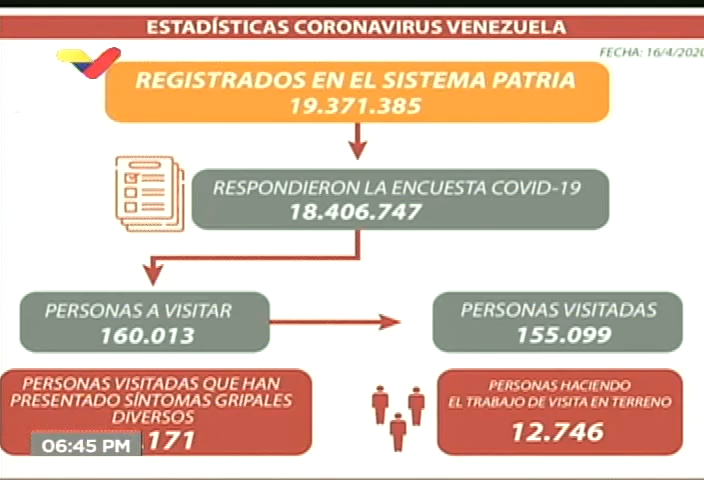 ESTADÍSTICAS CORONAVIRUS VENEZUELA
FECHA: 16/4/2020
REGISTRADOS EN EL SISTEMA PATRIA
19.371.385
RESPONDIERON LA ENCUESTA COVID-19
18.406.747
PERSONAS A VISITAR
160.013
PERSONAS VISITADAS
155.099
PERSONAS VISITADAS QUE HAN
PRESENTADO SÍNTOMAS GRIPALES
DIVERSOS
.171
PERSONAS HACIENDO
EL TRABAJO DE VISITA EN TERRENO
12.746
06:45 PM